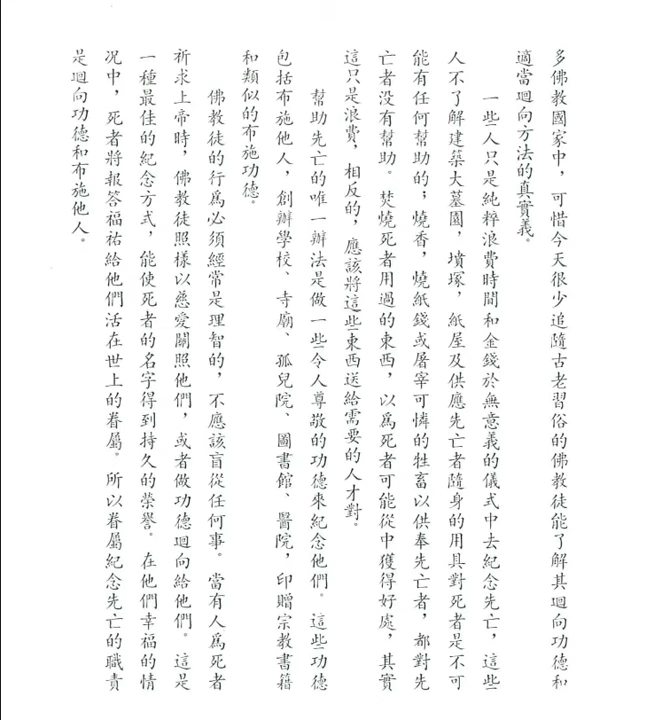 多佛教國家中，可惜今天很少追隨古老習俗的佛教徒能了解其迴向功德和
適當迴向方法的真實義。
一些人只是純粹浪費時間和金錢於無意義的儀式中去紀念先亡，這些
人不了解建築大墓園，墳塚，紙屋及供應先亡者隨身的用具對死者是不可
能有任何幫助的；燒香，燒紙錢或屠宰可憐的牲畜以供奉先亡者，都對先
亡者没有幫助。焚燒死者用過的東西，以爲死者可能從中獲得好處，其實
這只是浪費，相反的，應該將這些東西送給需要的人才對。
幫助先亡的唯一辦法是做一些令人尊敬的功德來紀念他們。這些功德
包括布施他人，創辦學校、寺廟、孤兒院、圖書館、醫院，印贈宗教書籍
和類似的布施功德。
佛教徒的行爲必須經常是理智的，不應該盲從任何事。當有人爲死者
祈求上帝時，佛教徒照樣以慈愛關照他們，或者做功德迴向給他們。這是
一種最佳的紀念方式，能使死者的名字得到持久的榮譽。在他們幸福的情
況中，死者將報答福祐給他們活在世上的眷屬。所以眷屬紀念先亡的職責
是迴向功德和布施他人。